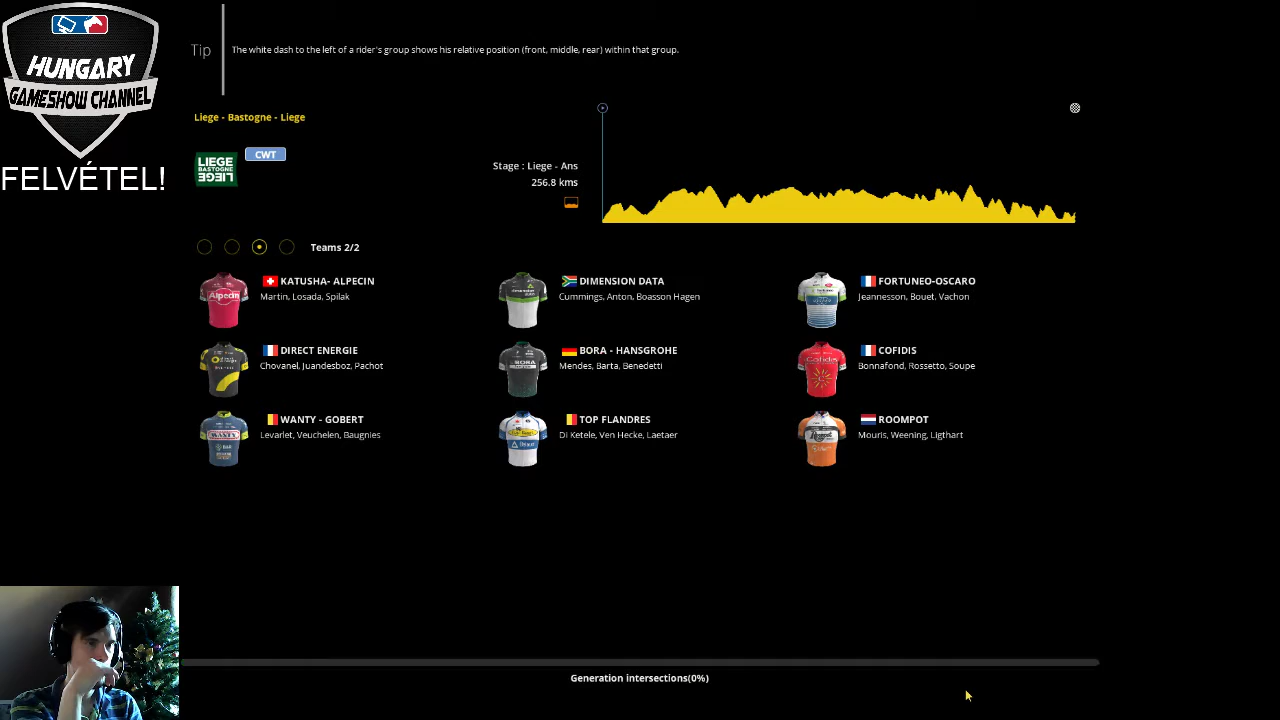 HUNGARY
GAMESHOW CHANNEL
FELVÉTEL!
Tip
The white dash to the left of a rider's group shows his relative position (front, middle, rear) within that group.
Liege - Bastogne - Liege
LIEGE
BASTOGNE
LIEGE
CWT
Stage : Liege - Ans
256.8 kms
Teams 2/2
KATUSHA- ALPECIN
Martin, Losada, Spilak
DIMENSION DATA
Cummings, Anton, Boasson Hagen
FORTUNEO-OSCARO
Jeannesson, Bouet, Vachon
DIRECT ENERGIE
Chovanel, Juandesboz, Pachot
BORA - HANSGROHE
Mendes, Barta, Benedetti
COFIDIS
Bonnafond, Rossetto, Soupe
WANTY - GOBERT
Levarlet, Veuchelen, Baugnies
TOP FLANDRES
Di Ketele, Ven Hecke, Laetaer
ROOMPOT
Mouris, Weening, Ligthart
Alpecin
BORA
Cofidis
WANTY
Generation intersections(0%)